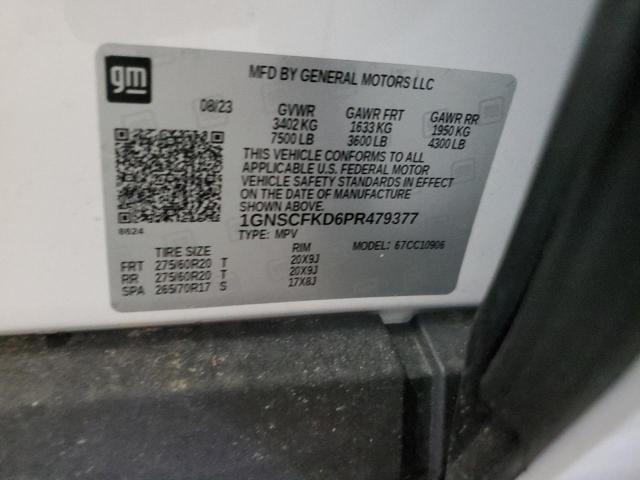 gm
MFD BY GENERAL MOTORS LLC
08/23 GVWR GAWR FRT GAWR RR
3402 KG 1633 KG 1950 KG
7500 LB 3600 LB 4300 LB
THIS VEHICLE CONFORMS TO ALL
APPLICABLE U.S. FEDERAL MOTOR
VEHICLE SAFETY STANDARDS IN EFFECT
ON THE DATE OF MANUFACTURE
SHOWN ABOVE.
1GNSCFKD6PR479377
8624 TYPE: MPV MODEL: 67CC10906
TIRE SIZE RIM
FRT 275/60R20 T 20X9J
RR 275/60R20 T 20X9J
SPA 265/70R17 S 17X8J